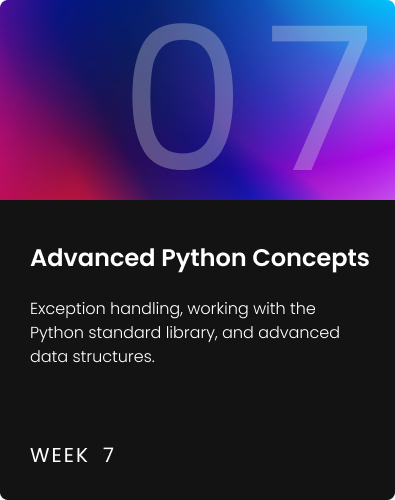 07
Advanced Python Concepts
Exception handling, working with the
Python standard library, and advanced
data structures.
WEEK 7